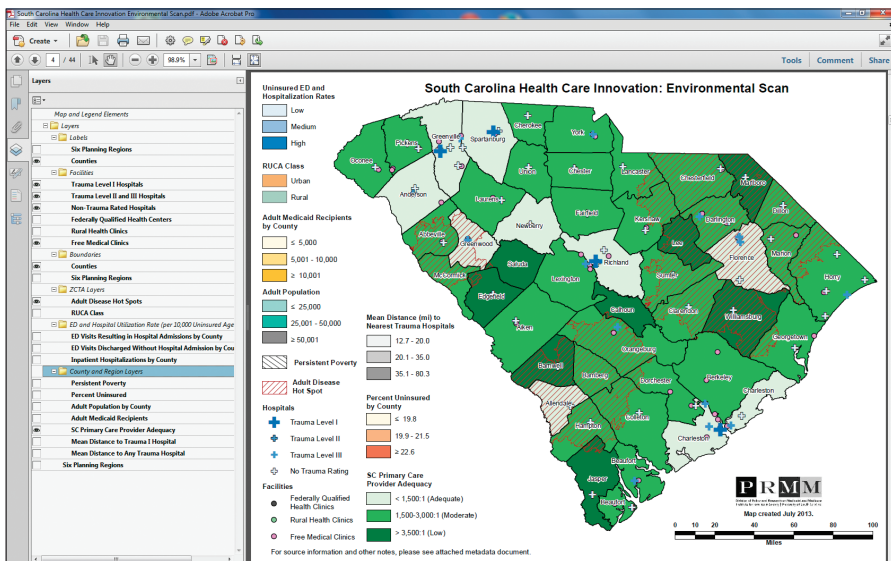 South Carolina Health Care Innovation Environmental Scan.pdf - Adobe Acrobat Pro
File Edit View Window Help
Create
4 / 44 98.9%
Tools Comment Share
Layers
Map and Legend Elements
Layers
Labels
Six Planning Regions
Counties
Facilities
Trauma Level I Hospitals
Trauma Level II and III Hospitals
Non-Trauma Rated Hospitals
Federally Qualified Health Centers
Rural Health Clinics
Free Medical Clinics
Boundaries
Counties
Six Planning Regions
ZCTA Layers
Adult Disease Hot Spots
RUCA Class
ED and Hospital Utilization Rate (per 10,000 Uninsured Age
ED Visits Resulting in Hospital Admissions by County
ED Visits Discharged Without Hospital Admission by Cou
Inpatient Hospitalizations by County
County and Region Layers
Persistent Poverty
Percent Uninsured
Adult Population by County
Adult Medicaid Recipients
SC Primary Care Provider Adequacy
Mean Distance to Trauma I Hospital
Mean Distance to Any Trauma Hospital
Six Planning Regions
South Carolina Health Care Innovation: Environmental Scan
Uninsured ED and
Hospitalization Rates
Low
Medium
High
RUCA Class
Urban
Rural
Adult Medicaid Recipients
by County
≤ 5,000
5,001 - 10,000
≥ 10,001
Adult Population
≤ 25,000
25,001 - 50,000
≥ 50,001
Persistent Poverty
Adult Disease
Hot Spot
Hospitals
Trauma Level I
Trauma Level II
Trauma Level III
No Trauma Rating
Facilities
Federally Qualified
Health Clinics
Rural Health Clinics
Free Medical Clinics
Mean Distance (mi) to
Nearest Trauma Hospitals
12.7 - 20.0
20.1 - 35.0
35.1 - 80.3
Percent Uninsured
by County
≤ 19.8
19.9 - 21.5
≥ 22.6
SC Primary Care
Provider Adequacy
< 1,500:1 (Adequate)
1,500-3,000:1 (Moderate)
> 3,500:1 (Low)
For source information and other notes, please see attached metadata document.
Oconee
Pickens
Greenville
Spartanburg
Cherokee
York
Anderson
Union
Chester
Lancaster
Chesterfield
Marlboro
Laurens
Abbeville
Greenwood
Newberry
Fairfield
Kershaw
Darlington
Dillon
McCormick
Saluda
Lexington
Richland
Lee
Florence
Marion
Horry
Edgefield
Aiken
Calhoun
Sumter
Clarendon
Williamsburg
Georgetown
Barnwell
Orangeburg
Bamberg
Dorchester
Berkeley
Charleston
Allendale
Hampton
Colleton
Charleston
Jasper
Beaufort
Beaufort
PRMM
Map created July 2013.
0 10 20 40 60 80 100
Miles